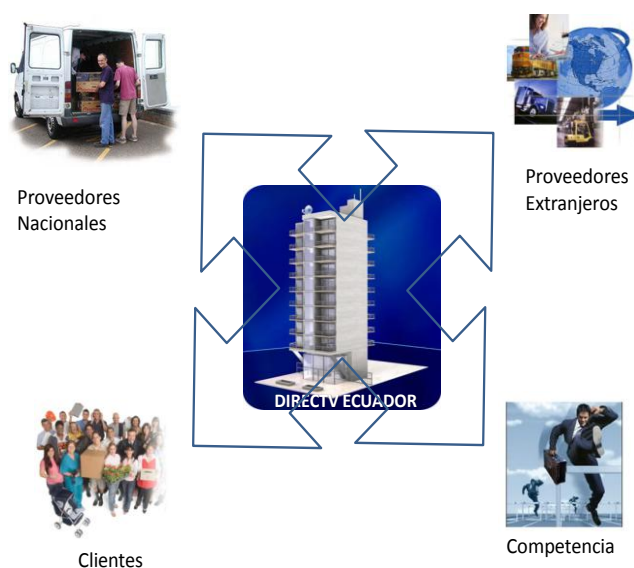 Proveedores
Nacionales
Proveedores
Extranjeros
DIRECTV ECUADOR
Clientes
Competencia